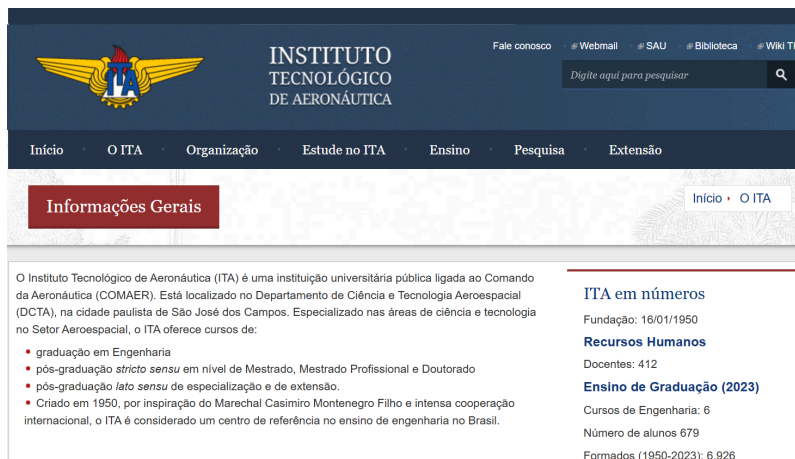 Fale conosco
Webmail
SAU
Biblioteca
Wiki
INSTITUTO
TECNOLÓGICO
DE AERONÁUTICA
ITA
Digite aqui para pesquisar
Início
O ITA
Organização
Estude no ITA
Ensino
Pesquisa
Extensão
Informações Gerais
Início
O ITA
O Instituto Tecnológico de Aeronáutica (ITA) é uma instituição universitária pública ligada ao Comando
da Aeronáutica (COMAER). Está localizado no Departamento de Ciência e Tecnologia Aeroespacial
(DCTA), na cidade paulista de São José dos Campos. Especializado nas áreas de ciência e tecnologia
no Setor Aeroespacial, o ITA oferece cursos de:
• graduação em Engenharia
• pós-graduação stricto sensu em nível de Mestrado, Mestrado Profissional e Doutorado
• pós-graduação lato sensu de especialização e de extensão.
• Criado em 1950, por inspiração do Marechal Casimiro Montenegro Filho e intensa cooperação
internacional, o ITA é considerado um centro de referência no ensino de engenharia no Brasil.
ITA em números
Fundação: 16/01/1950
Recursos Humanos
Docentes: 412
Ensino de Graduação (2023)
Cursos de Engenharia: 6
Número de alunos 679
Formados (1950-2023): 6.926